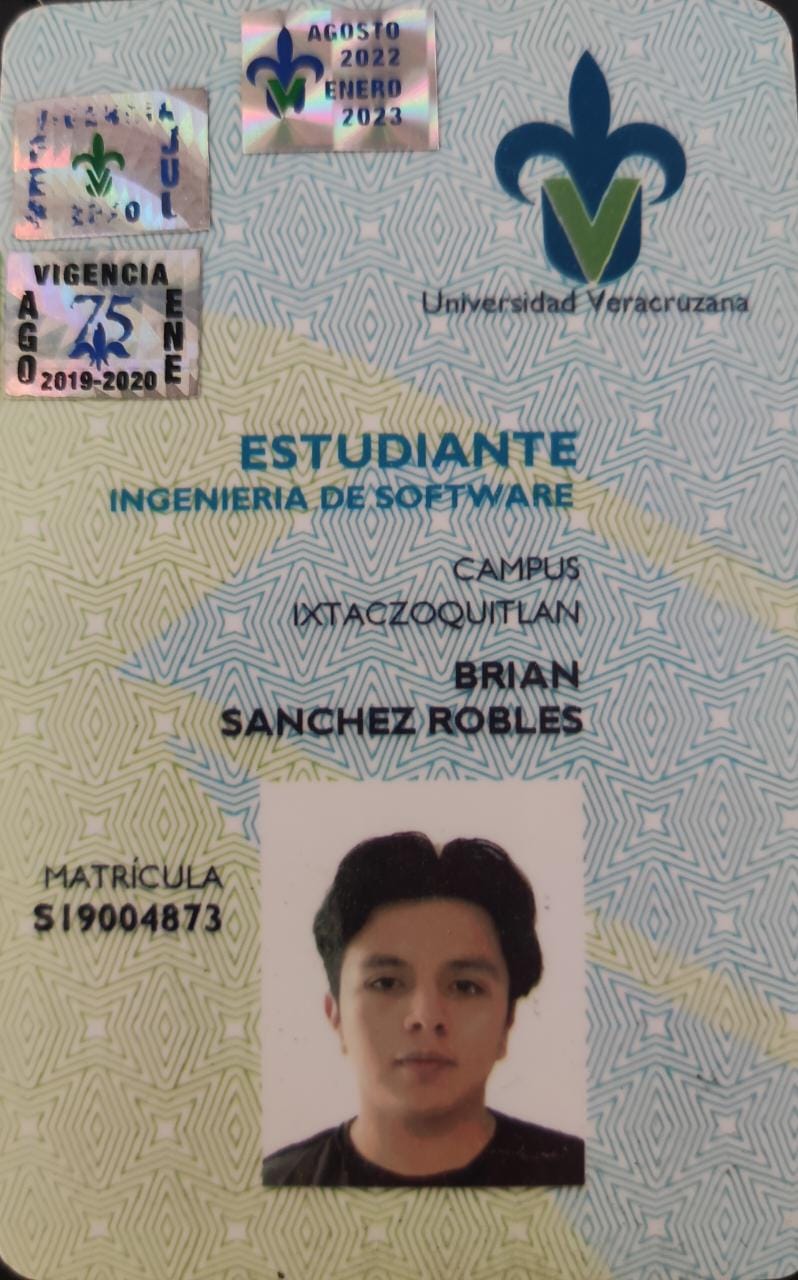 AGOSTO
2022
ENERO
2023
JUL
VIGENCIA
AGO
75
ENE
2019-2020
Universidad Veracruzana
ESTUDIANTE
INGENIERIA DE SOFTWARE
CAMPUS
IXTACZOQUITLAN
BRIAN
SANCHEZ ROBLES
MATRÍCULA
S19004873